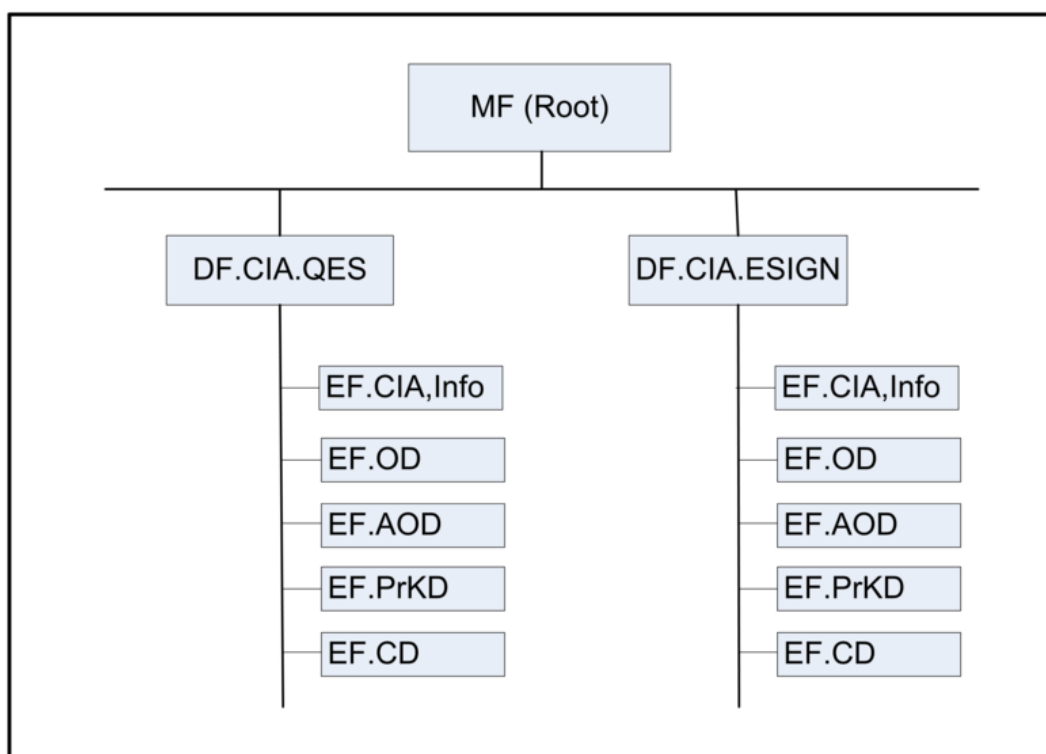 MF (Root)
DF.CIA.QES
DF.CIA.ESIGN
EF.CIA,Info
EF.OD
EF.AOD
EF.PrKD
EF.CD
EF.CIA,Info
EF.OD
EF.AOD
EF.PrKD
EF.CD